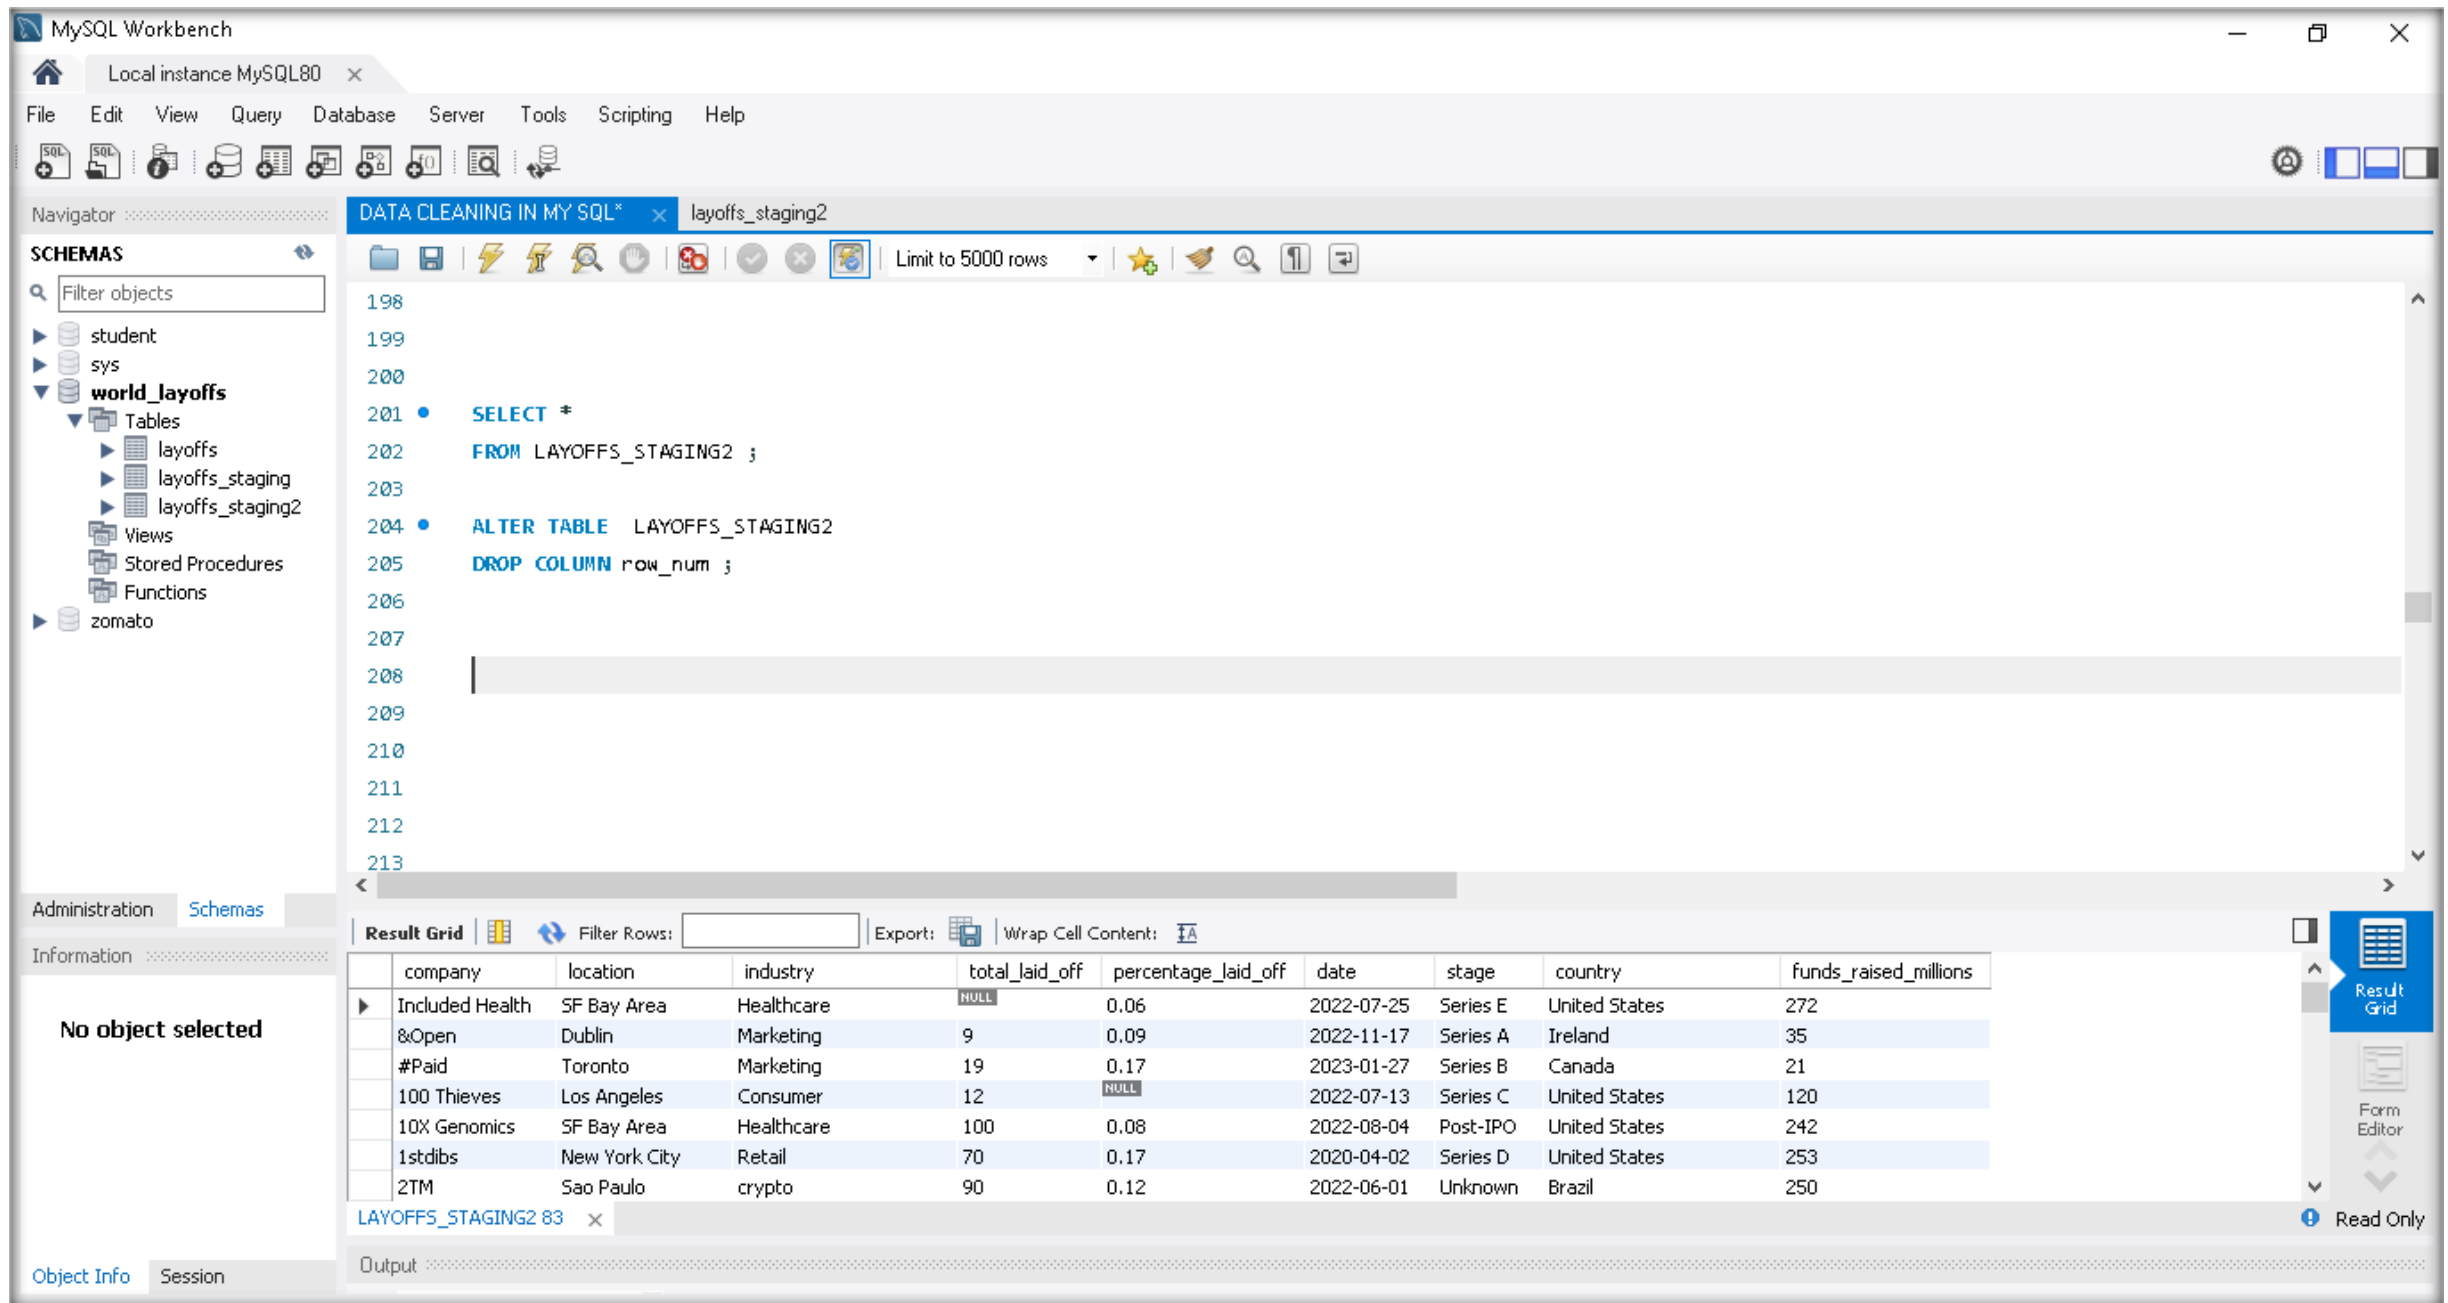 MySQL Workbench
Local instance MySQL80
File Edit View Query Database Server Tools Scripting Help
Navigator
SCHEMAS
Filter objects
student
sys
world_layoffs
Tables
layoffs
layoffs_staging
layoffs_staging2
Views
Stored Procedures
Functions
zomato
Administration Schemas
Information
No object selected
Object Info Session
DATA CLEANING IN MY SQL* layoffs_staging2
Limit to 5000 rows
198
199
200
201 SELECT *
202 FROM LAYOFFS_STAGING2 ;
203
204 ALTER TABLE LAYOFFS_STAGING2
205 DROP COLUMN row_num ;
206
207
208
209
210
211
212
213
Result Grid Filter Rows: Export: Wrap Cell Content:
company location industry total_laid_off percentage_laid_off date stage country funds_raised_millions
Included Health SF Bay Area Healthcare NULL 0.06 2022-07-25 Series E United States 272
&Open Dublin Marketing 9 0.09 2022-11-17 Series A Ireland 35
#Paid Toronto Marketing 19 0.17 2023-01-27 Series B Canada 21
100 Thieves Los Angeles Consumer 12 NULL 2022-07-13 Series C United States 120
10X Genomics SF Bay Area Healthcare 100 0.08 2022-08-04 Post-IPO United States 242
1stdibs New York City Retail 70 0.17 2020-04-02 Series D United States 253
2TM Sao Paulo crypto 90 0.12 2022-06-01 Unknown Brazil 250
Result
Grid
Form
Editor
LAYOFFS_STAGING2 83
Read Only
Output